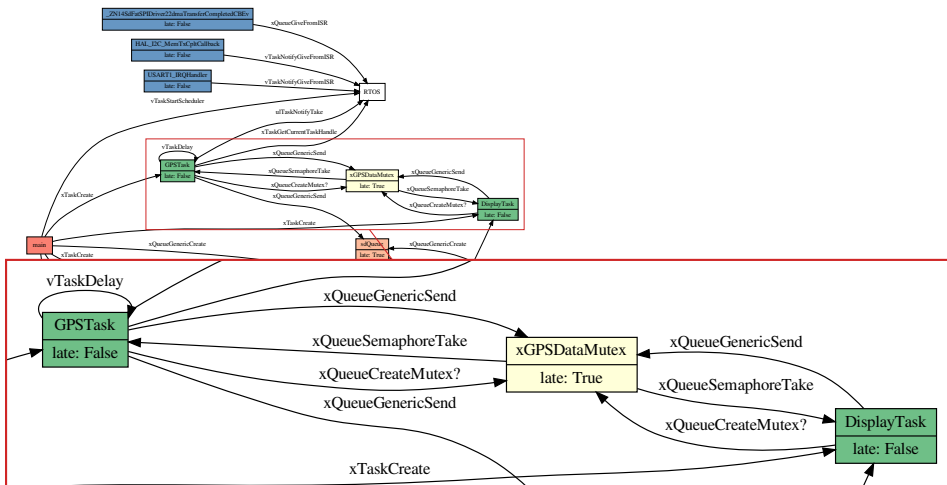 _ZN14SdFatSPIDriver22dmaTransferCompletedCBEv
late: False
xQueueGiveFromISR
HAL_I2C_MemTxCpltCallback
late: False
vTaskNotifyGiveFromISR
USART1_IRQHandler
late: False
vTaskNotifyGiveFromISR
RTOS
vTaskStartScheduler
ulTaskNotifyTake
xTaskGetCurrentTaskHandle
vTaskDelay
GPSTask
late: False
xQueueGenericSend
xQueueSemaphoreTake
xQueueCreateMutex?
xQueueGenericSend
xGPSDataMutex
late: True
xQueueGenericSend
xQueueSemaphoreTake
xQueueCreateMutex?
DisplayTask
late: False
xTaskCreate
xTaskCreate
main
xQueueGenericCreate
xTaskCreate
xdQueue
late: True
xQueueGenericCreate
vTaskDelay
GPSTask
late: False
xQueueGenericSend
xQueueSemaphoreTake
xQueueCreateMutex?
xQueueGenericSend
xGPSDataMutex
late: True
xQueueGenericSend
xQueueSemaphoreTake
xQueueCreateMutex?
DisplayTask
late: False
xTaskCreate